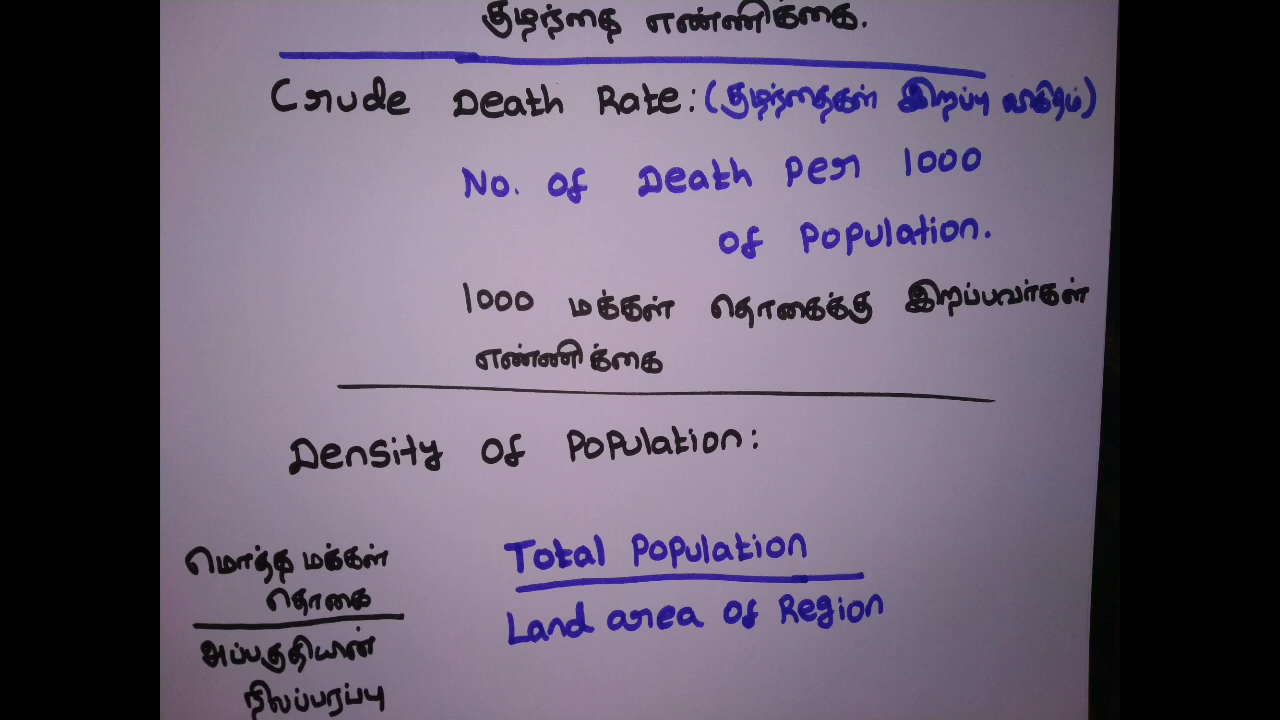 குழந்தை எண்ணிக்கை.
Crude Death Rate: (குழந்தைகள் இறப்பு விகிதம்)
No. of Death Per 1000
of Population.
1000 மக்கள் தொகைக்கு இறப்பவர்கள்
எண்ணிக்கை
Density of Population:
மொத்த மக்கள்
தொகை
அப்பகுதியின்
நிலப்பரப்பு
Total Population
Land area of Region